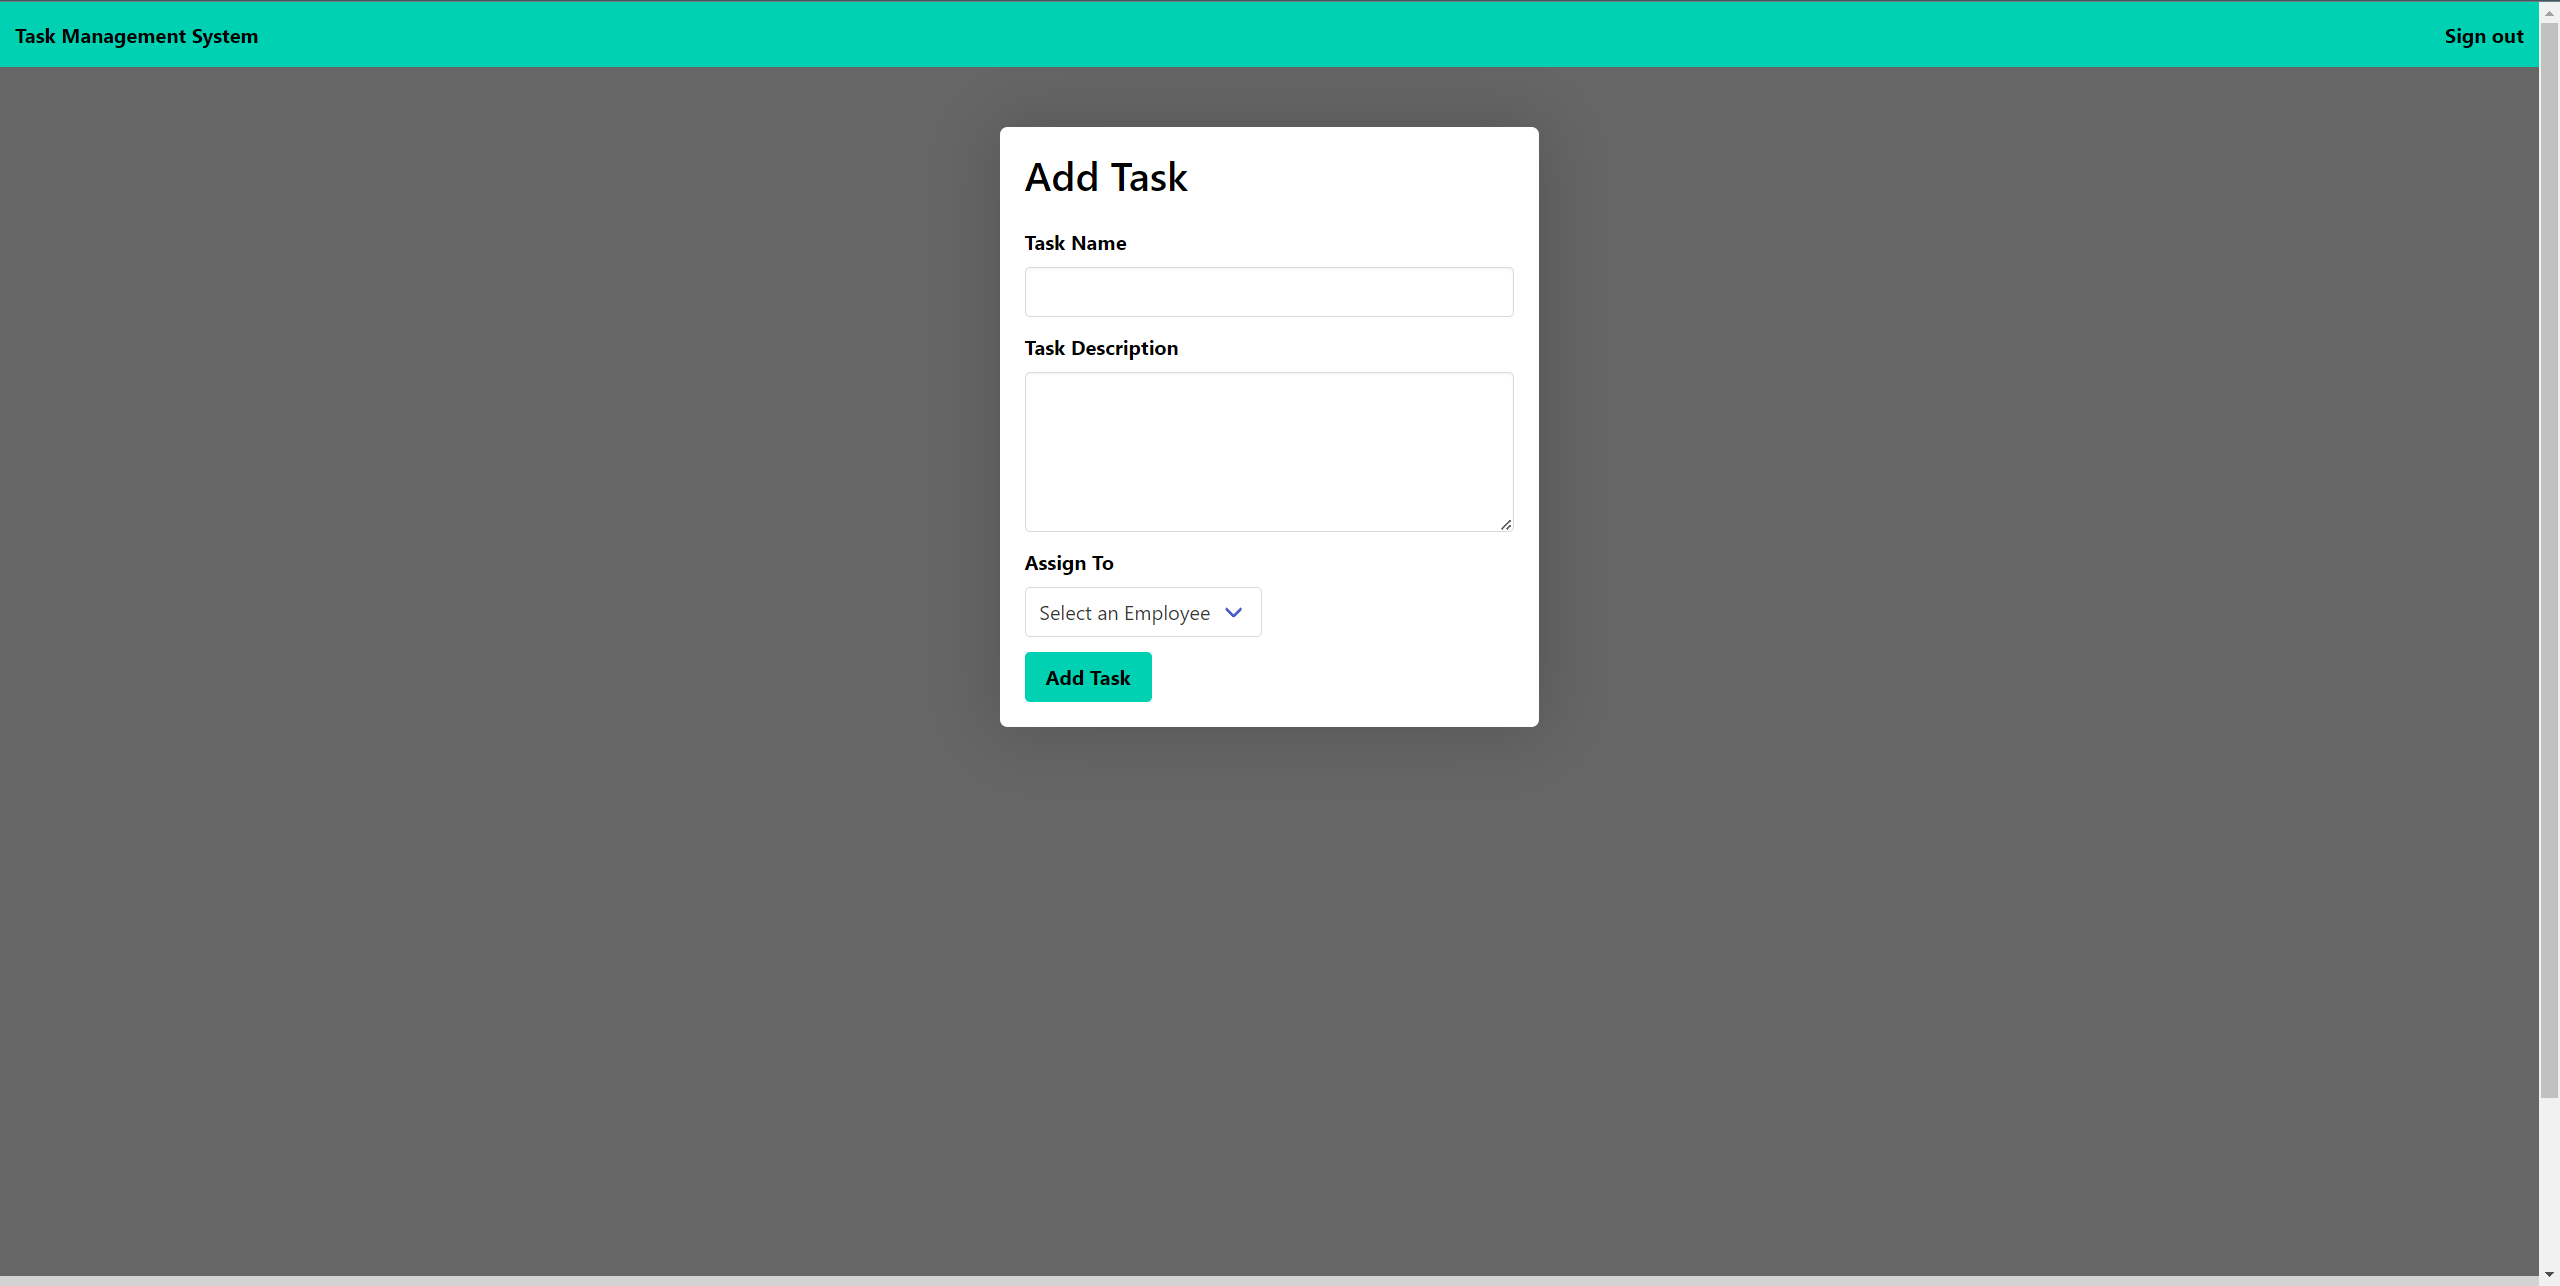 Task Management System
Sign out
Add Task
Task Name
Task Description
Assign To
Select an Employee
Add Task